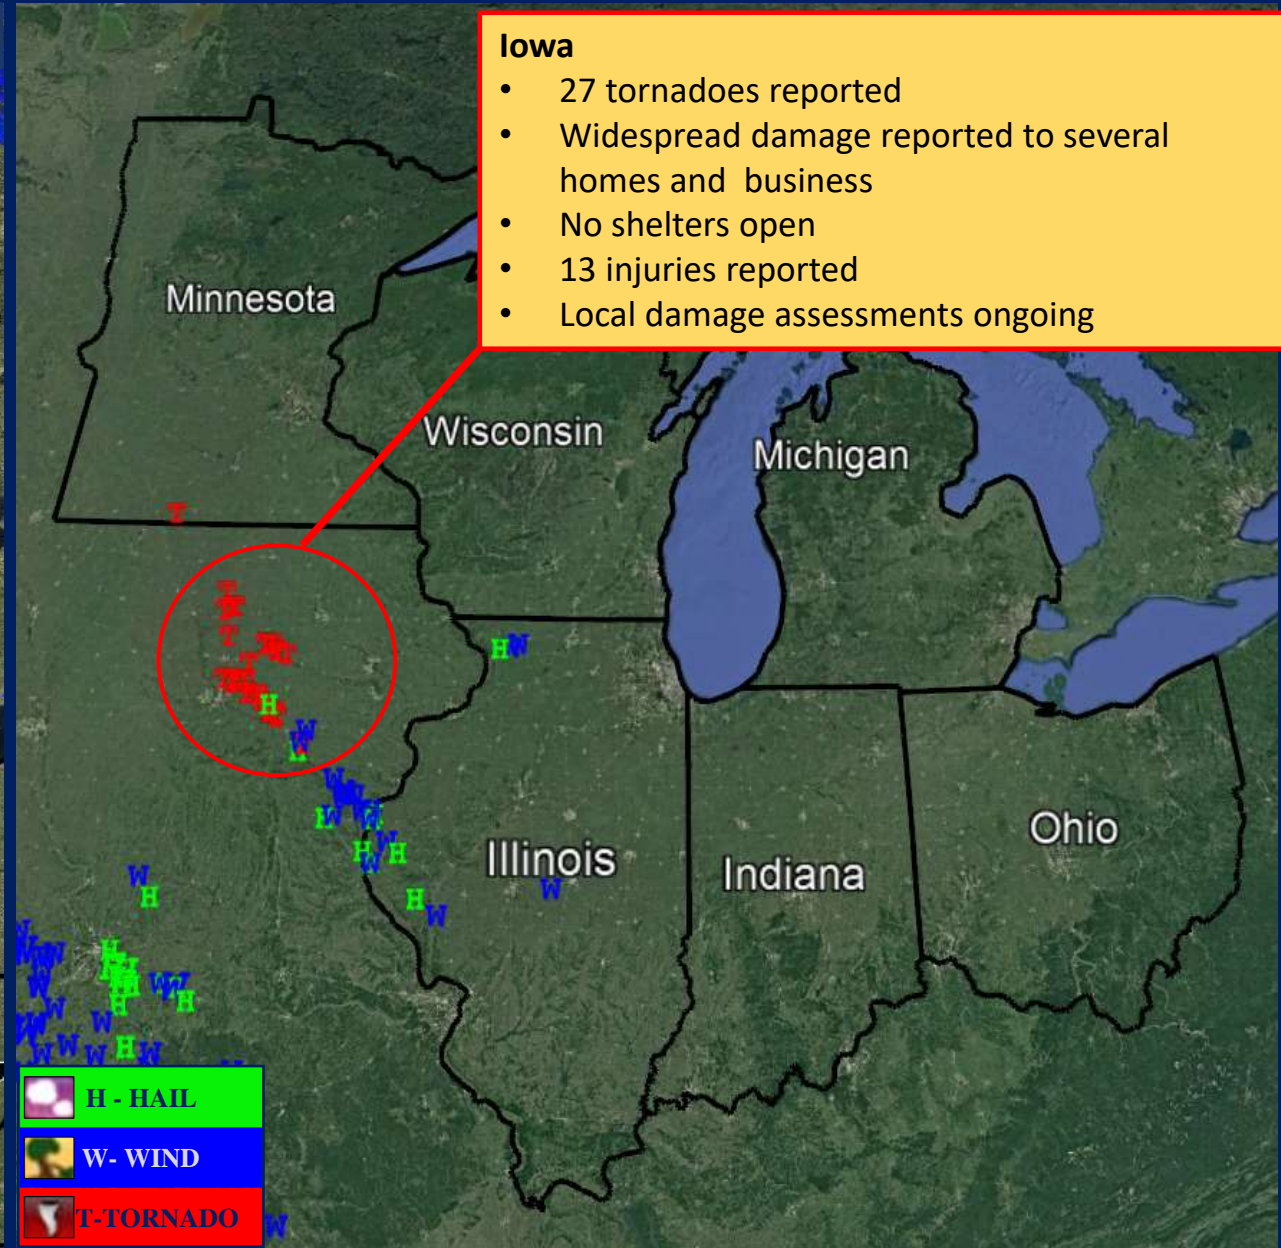 Iowa
• 27 tornadoes reported
• Widespread damage reported to several
homes and  business
• No shelters open
• 13 injuries reported
• Local damage assessments ongoing
Minnesota
Wisconsin
Michigan
T
T
T
T
H W
T
H
W
W
H
W
W
H W
W
H H
W
Illinois
Indiana
Ohio
W
W
H
H
W
H
W
W
H
W
H
W
W
W
H
W
H - HAIL
W- WIND
T-TORNADO
W